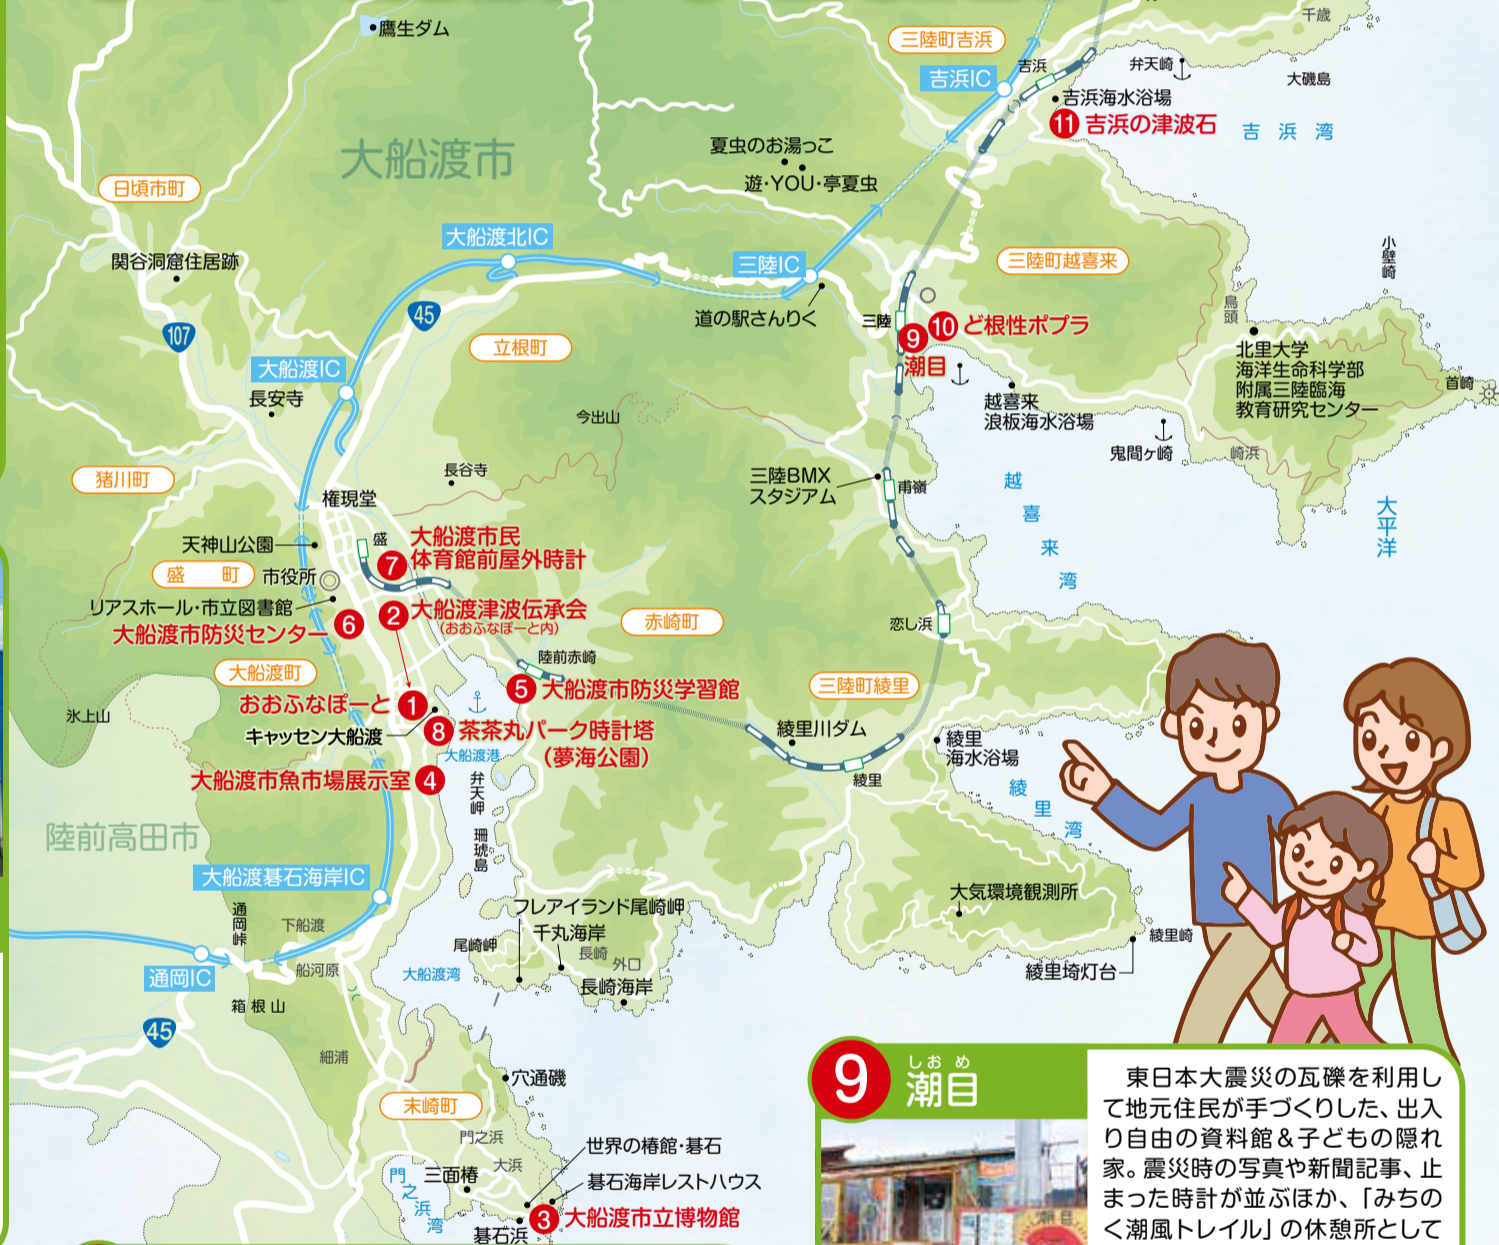 千歳
鷹生ダム
三陸町吉浜
吉浜
弁天崎
吉浜IC
大磯島
吉浜海水浴場
11 吉浜の津波石
吉浜湾
大船渡市
夏虫のお湯っこ
遊・YOU・亭夏虫
日頃市町
大船渡北IC
関谷洞窟住居跡
三陸IC
三陸町越喜来
小壁崎
45
107
道の駅さんりく
三陸
鳥頭
10 ど根性ポプラ
9
潮目
立根町
大船渡IC
長安寺
今出山
北里大学
海洋生命科学部
附属三陸臨海
教育研究センター
首崎
越喜来
浪板海水浴場
鬼間ヶ崎
崎浜
猪川町
長谷寺
三陸BMX
スタジアム
甫嶺
越喜来湾
太平洋
権現堂
天神山公園
盛
7 大船渡市民
体育館前屋外時計
盛 町
市役所
リアスホール・市立図書館
大船渡市防災センター 6
2 大船渡津波伝承会
(おおふなぽーと内)
赤崎町
恋し浜
大船渡町
陸前赤崎
5 大船渡市防災学習館
三陸町綾里
氷上山
おおふなぽーと 1
キャッセン大船渡
8 茶茶丸パーク時計塔
(夢海公園)
大船渡港
綾里川ダム
綾里
海水浴場
綾里
綾里湾
大船渡市魚市場展示室 4
弁天岬
珊琥島
陸前高田市
大船渡碁石海岸IC
通岡峠
下船渡
フレアイランド尾崎岬
尾崎岬
千丸海岸
長崎
外口
長崎海岸
大気環境観測所
綾里崎
綾里埼灯台
船河原
通岡IC
大船渡湾
箱根山
45
細浦
穴通磯
末崎町
門之浜
世界の椿館・碁石
大浜
門之浜湾
三面椿
碁石海岸レストハウス
3 大船渡市立博物館
碁石浜
9
しおめ
潮目
東日本大震災の瓦礫を利用し
て地元住民が手づくりした、出入
り自由の資料館&子どもの隠れ
家。震災時の写真や新聞記事、止
まった時計が並ぶほか、「みちの
く潮風トレイル」の休憩所として
潮目